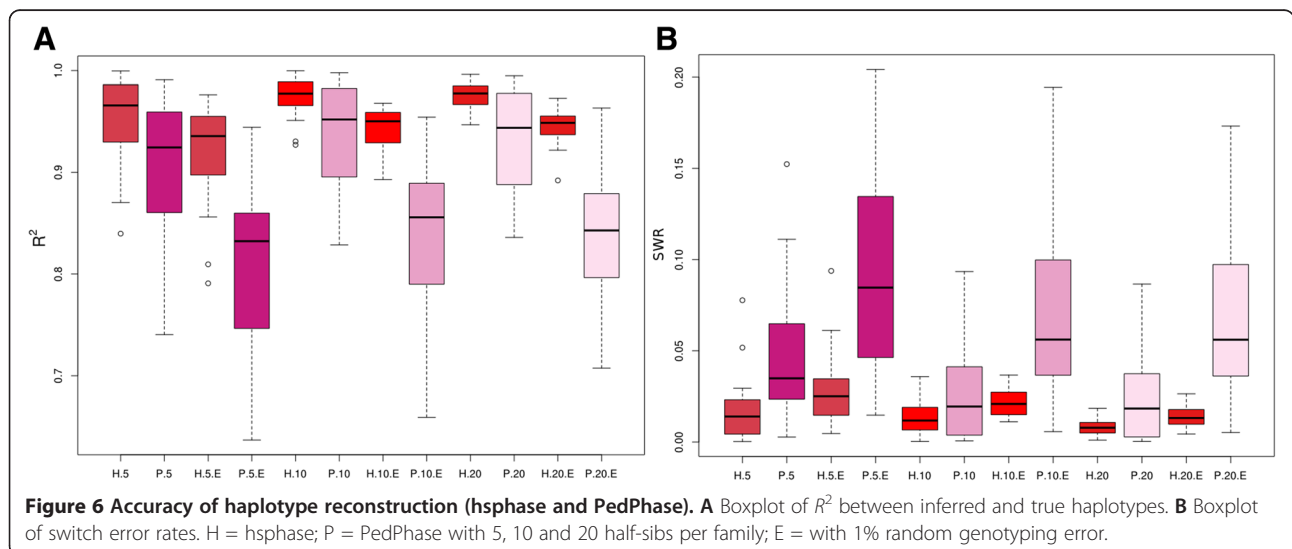 A
B
1.0
0.9
0.8
0.7
R²
H.5 P.5 H.5.E P.5.E H.10 P.10 H.10.E P.10.E H.20 P.20 H.20.E P.20.E
0.20
0.15
0.10
0.05
0.00
SWR
H.5 P.5 H.5.E P.5.E H.10 P.10 H.10.E P.10.E H.20 P.20 H.20.E P.20.E
Figure 6 Accuracy of haplotype reconstruction (hsphase and PedPhase). A Boxplot of R² between inferred and true haplotypes. B Boxplot
of switch error rates. H = hsphase; P = PedPhase with 5, 10 and 20 half-sibs per family; E = with 1% random genotyping error.